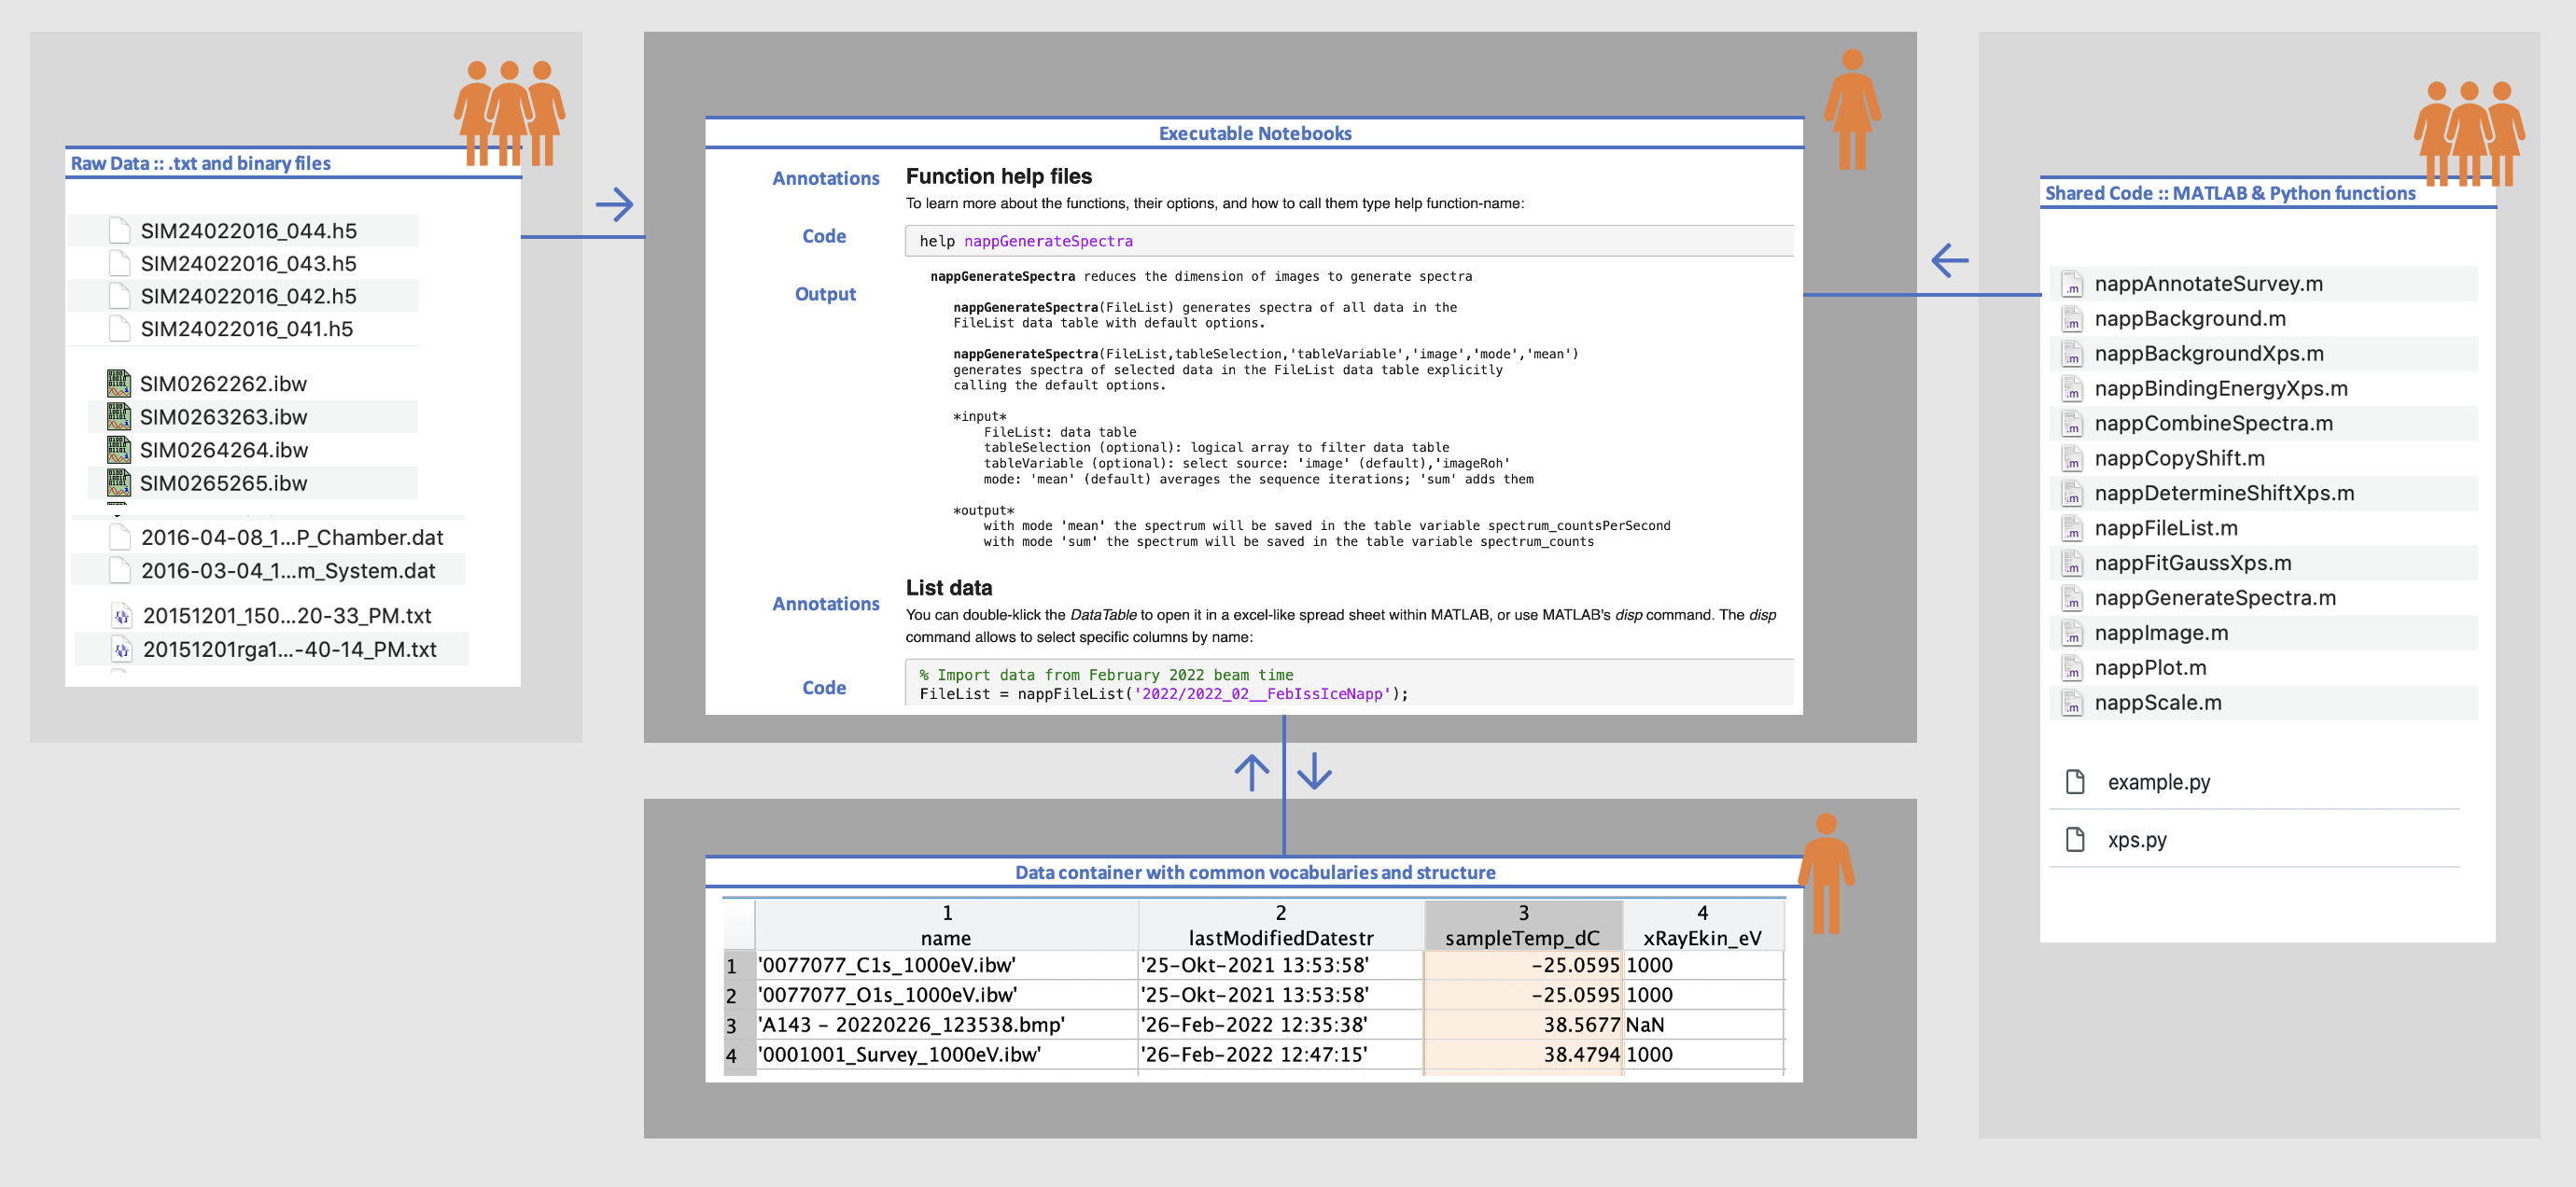 Raw Data :: .txt and binary files
SIM24022016_044.h5
SIM24022016_043.h5
SIM24022016_042.h5
SIM24022016_041.h5
SIM0262262.ibw
SIM0263263.ibw
SIM0264264.ibw
SIM0265265.ibw
2016-04-08_1...P_Chamber.dat
2016-03-04_1...m_System.dat
20151201_150...20-33_PM.txt
20151201rga1...-40-14_PM.txt
Executable Notebooks
Annotations
Function help files
To learn more about the functions, their options, and how to call them type help function-name:
Code
help nappGenerateSpectra
Output
nappGenerateSpectra reduces the dimension of images to generate spectra
nappGenerateSpectra(FileList) generates spectra of all data in the
FileList data table with default options.
nappGenerateSpectra(FileList,tableSelection,'tableVariable','image','mode','mean')
generates spectra of selected data in the FileList data table explicitly
calling the default options.
*input*
FileList: data table
tableSelection (optional): logical array to filter data table
tableVariable (optional): select source: 'image' (default),'imageRoh'
mode: 'mean' (default) averages the sequence iterations; 'sum' adds them
*output*
with mode 'mean' the spectrum will be saved in the table variable spectrum_countsPerSecond
with mode 'sum' the spectrum will be saved in the table variable spectrum_counts
Annotations
List data
You can double-klick the DataTable to open it in a excel-like spread sheet within MATLAB, or use MATLAB's disp command. The disp
command allows to select specific columns by name:
Code
% Import data from February 2022 beam time
FileList = nappFileList('2022/2022_02__FebIssIceNapp');
Shared Code :: MATLAB & Python functions
nappAnnotateSurvey.m
nappBackground.m
nappBackgroundXps.m
nappBindingEnergyXps.m
nappCombineSpectra.m
nappCopyShift.m
nappDetermineShiftXps.m
nappFileList.m
nappFitGaussXps.m
nappGenerateSpectra.m
nappImage.m
nappPlot.m
nappScale.m
example.py
xps.py
Data container with common vocabularies and structure
1 2 3 4
name lastModifiedDatestr sampleTemp_dC xRayEkin_eV
1 '0077077_C1s_1000eV.ibw' '25-Okt-2021 13:53:58' -25.0595 1000
2 '0077077_O1s_1000eV.ibw' '25-Okt-2021 13:53:58' -25.0595 1000
3 'A143 - 20220226_123538.bmp' '26-Feb-2022 12:35:38' 38.5677 NaN
4 '0001001_Survey_1000eV.ibw' '26-Feb-2022 12:47:15' 38.4794 1000